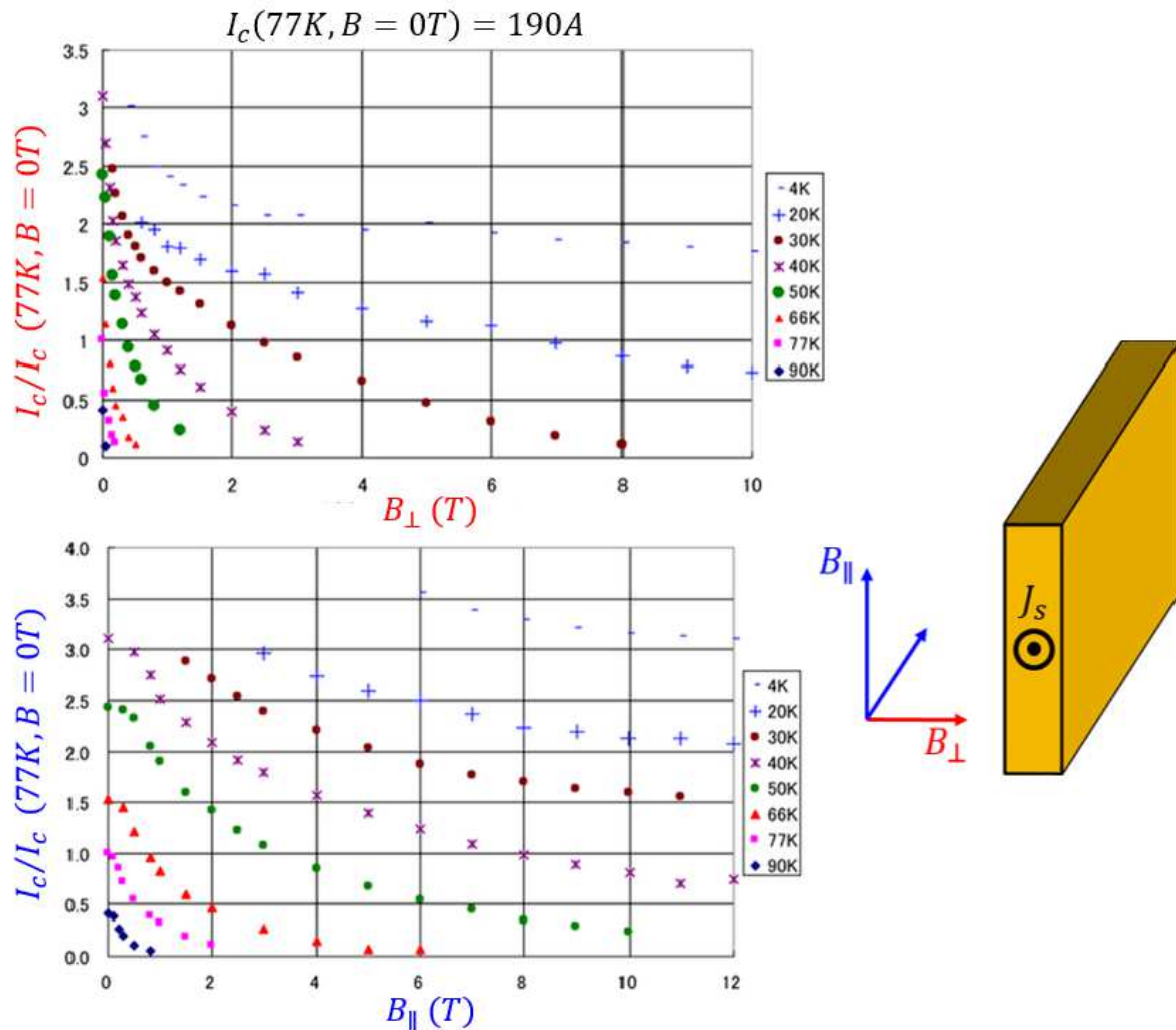 I_c(77K, B = 0T) = 190A
3.5
3
2.5
2
1.5
1
0.5
0
I_c/I_c (77K, B = 0T)
4K
20K
30K
40K
50K
66K
77K
90K
0 2 4 6 8 10
B_⊥ (T)
4.0
3.5
3.0
2.5
2.0
1.5
1.0
0.5
0.0
I_c/I_c (77K, B = 0T)
4K
20K
30K
40K
50K
66K
77K
90K
0 2 4 6 8 10 12
B_∥ (T)
B_∥
B_⊥
J_s